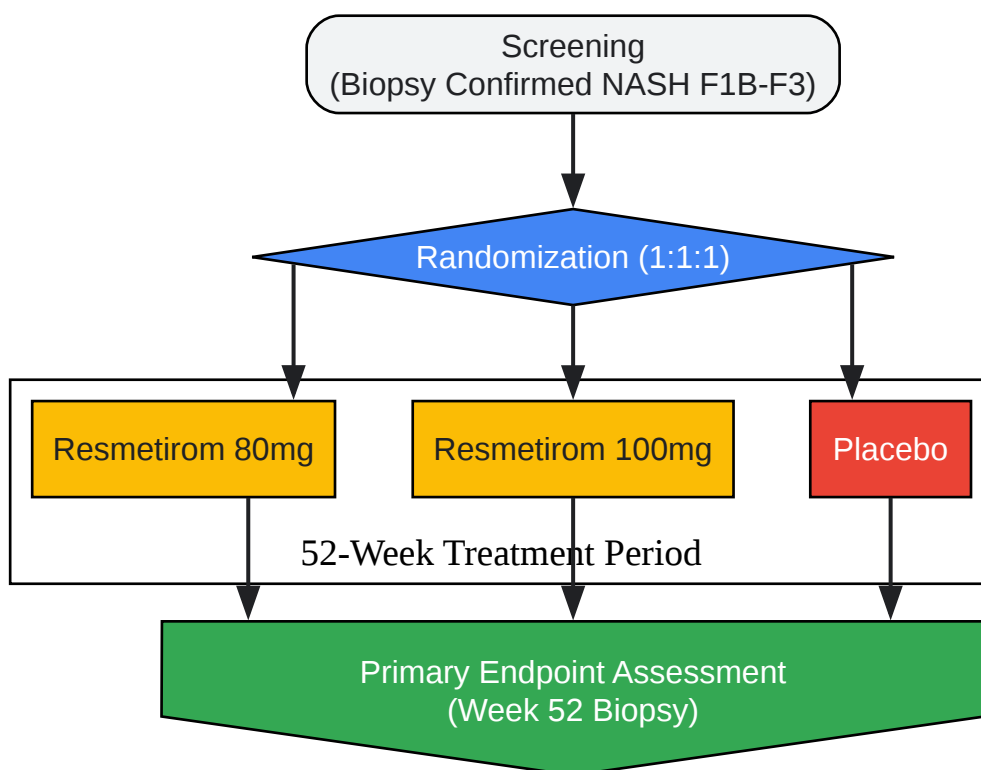 Screening
(Biopsy Confirmed NASH F1B-F3)
Randomization (1:1:1)
Resmetirom 80mg
Resmetirom 100mg
Placebo
52-Week Treatment Period
Primary Endpoint Assessment
(Week 52 Biopsy)